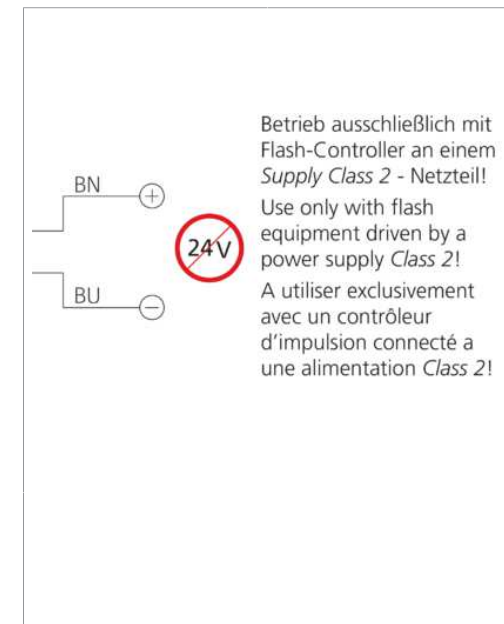 BN
+
24V
BU
−
Betrieb ausschließlich mit
Flash-Controller an einem
Supply Class 2 - Netzteil!
Use only with flash
equipment driven by a
power supply Class 2!
A utiliser exclusivement
avec un contrôleur
d'impulsion connecté a
une alimentation Class 2!